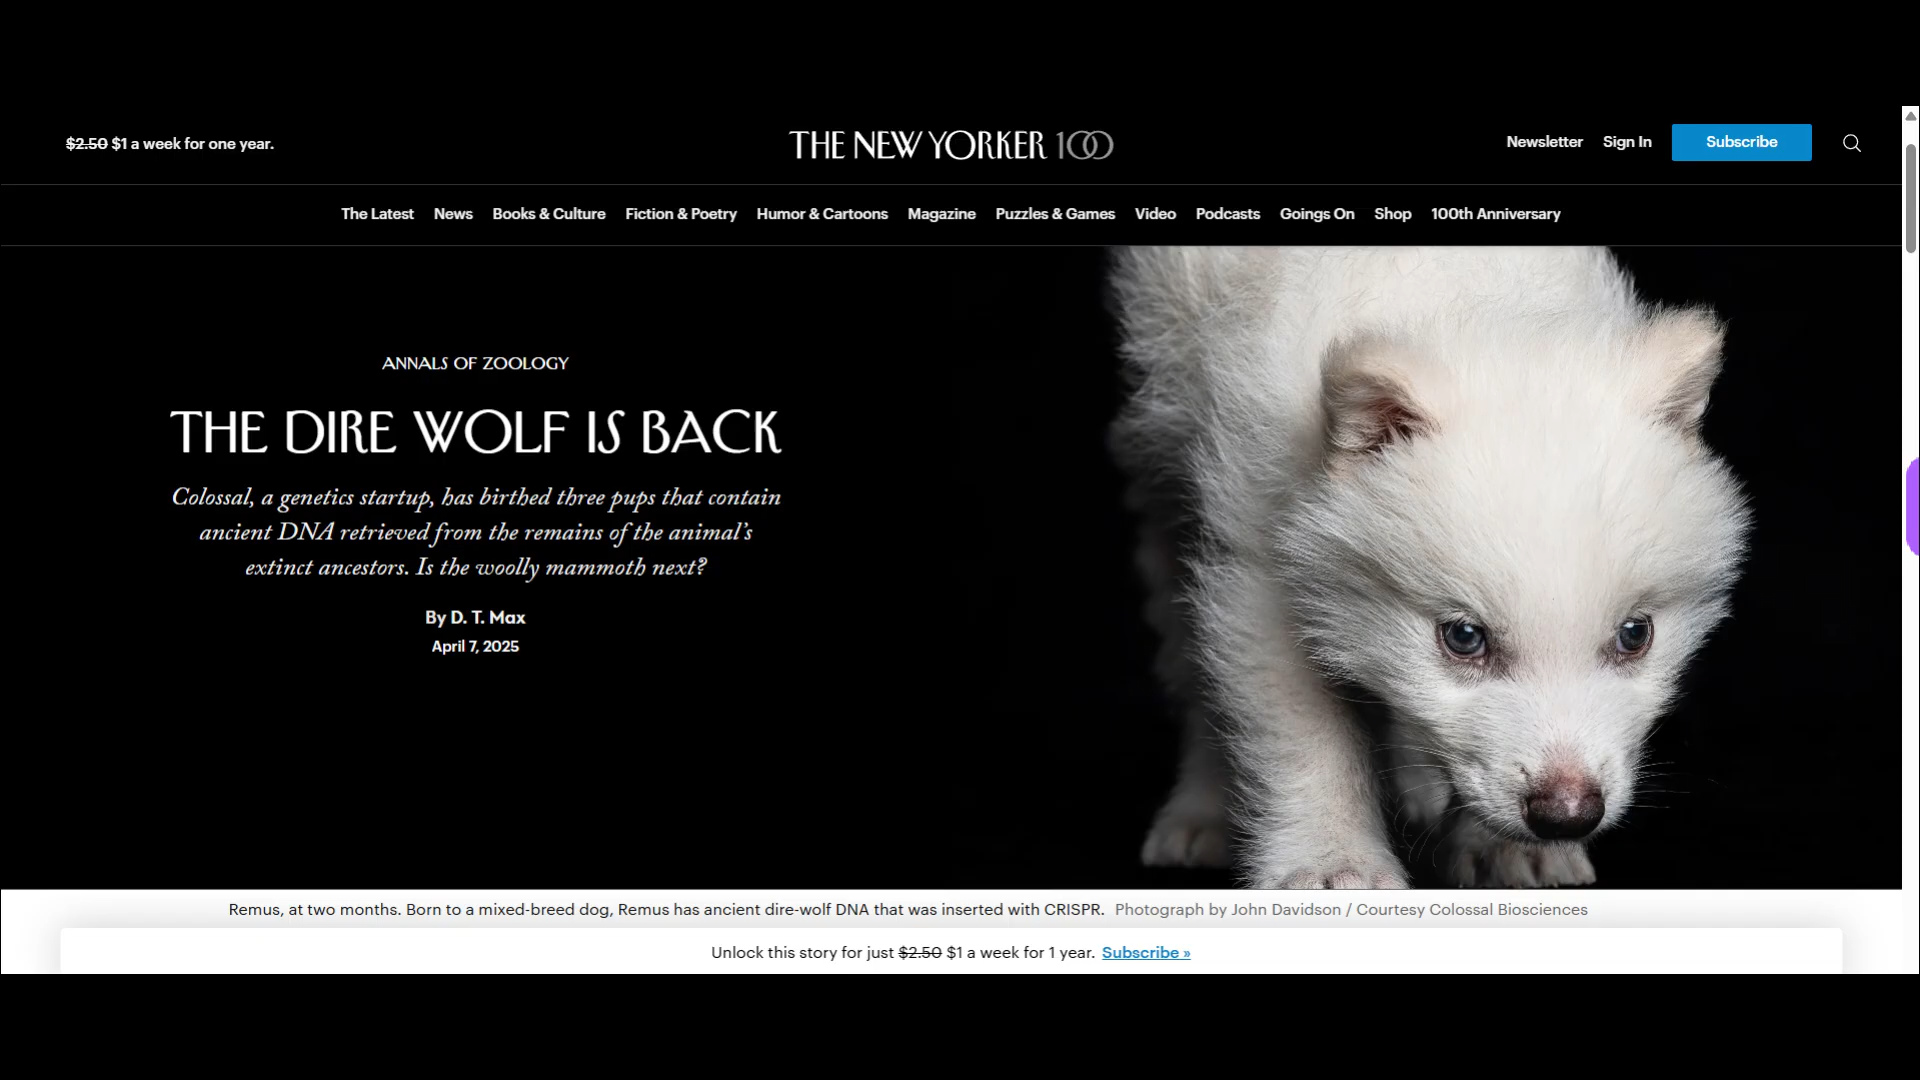 $2.50 $1 a week for one year.
THE NEW YORKER 100
Newsletter Sign In Subscribe
The Latest News Books & Culture Fiction & Poetry Humor & Cartoons Magazine Puzzles & Games Video Podcasts Goings On Shop 100th Anniversary
ANNALS OF ZOOLOGY
THE DIRE WOLF IS BACK
Colossal, a genetics startup, has birthed three pups that contain
ancient DNA retrieved from the remains of the animal's
extinct ancestors. Is the woolly mammoth next?
By D. T. Max
April 7, 2025
Remus, at two months. Born to a mixed-breed dog, Remus has ancient dire-wolf DNA that was inserted with CRISPR. Photograph by John Davidson / Courtesy Colossal Biosciences
Unlock this story for just $2.50 $1 a week for 1 year. Subscribe »